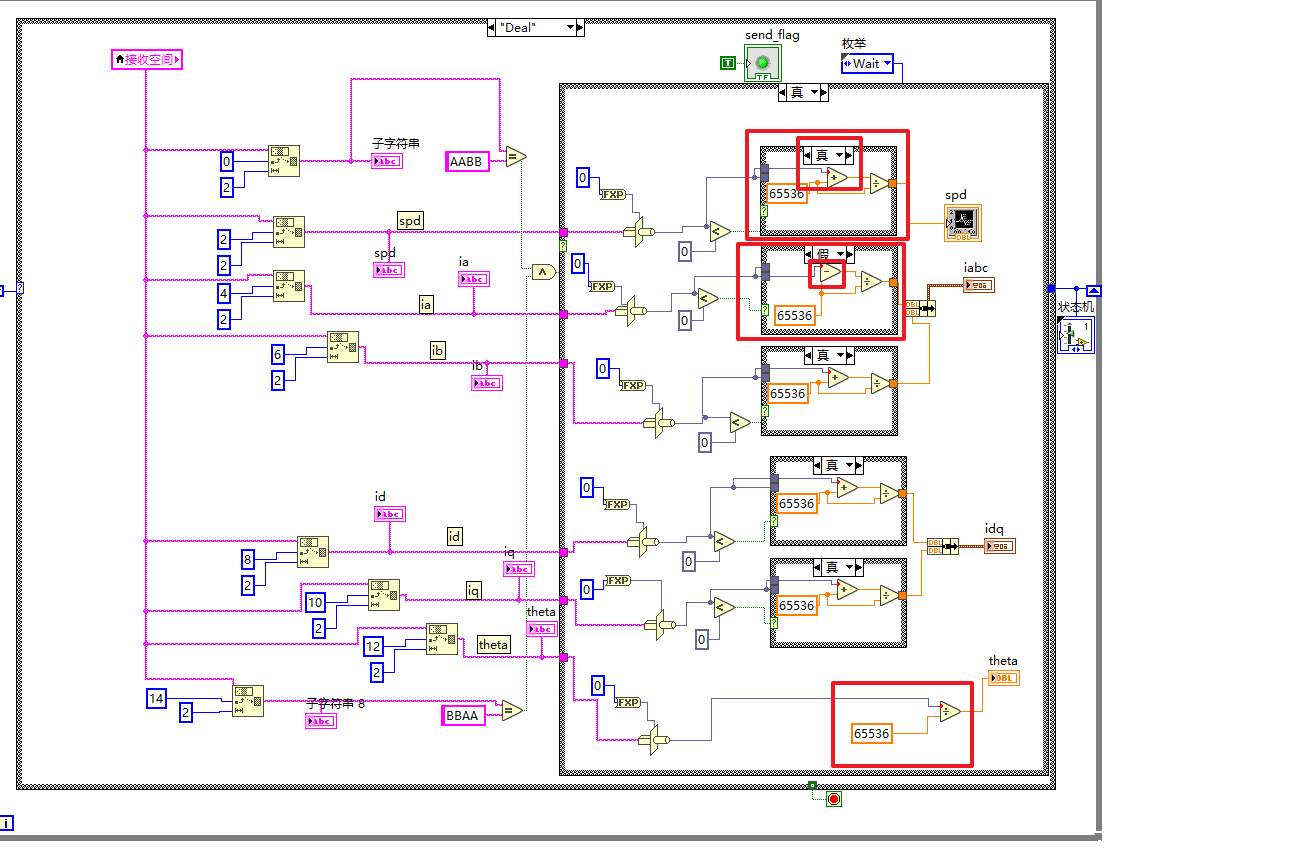 "Deal"
send_flag
枚举
接收空间
T
TF
Wait
真
子字符串
abc
AABB
=
0
2
0
FXP
真
+
÷
65536
?
<
0
spd
DBL
2
2
spd
spd
abc
?
∧
0
FXP
假
-
÷
65536
?
<
0
iabc
DBL
DBL
4
2
ia
abc
ia
状态机
1
6
2
ib
ib
abc
0
FXP
真
+
÷
65536
?
<
0
id
abc
id
8
2
0
FXP
真
+
÷
65536
?
<
0
idq
DBL
DBL
iq
abc
iq
10
2
0
FXP
真
+
÷
65536
?
<
0
theta
abc
theta
12
2
theta
DBL
14
2
子字符串 8
abc
BBAA
=
0
FXP
÷
65536
i